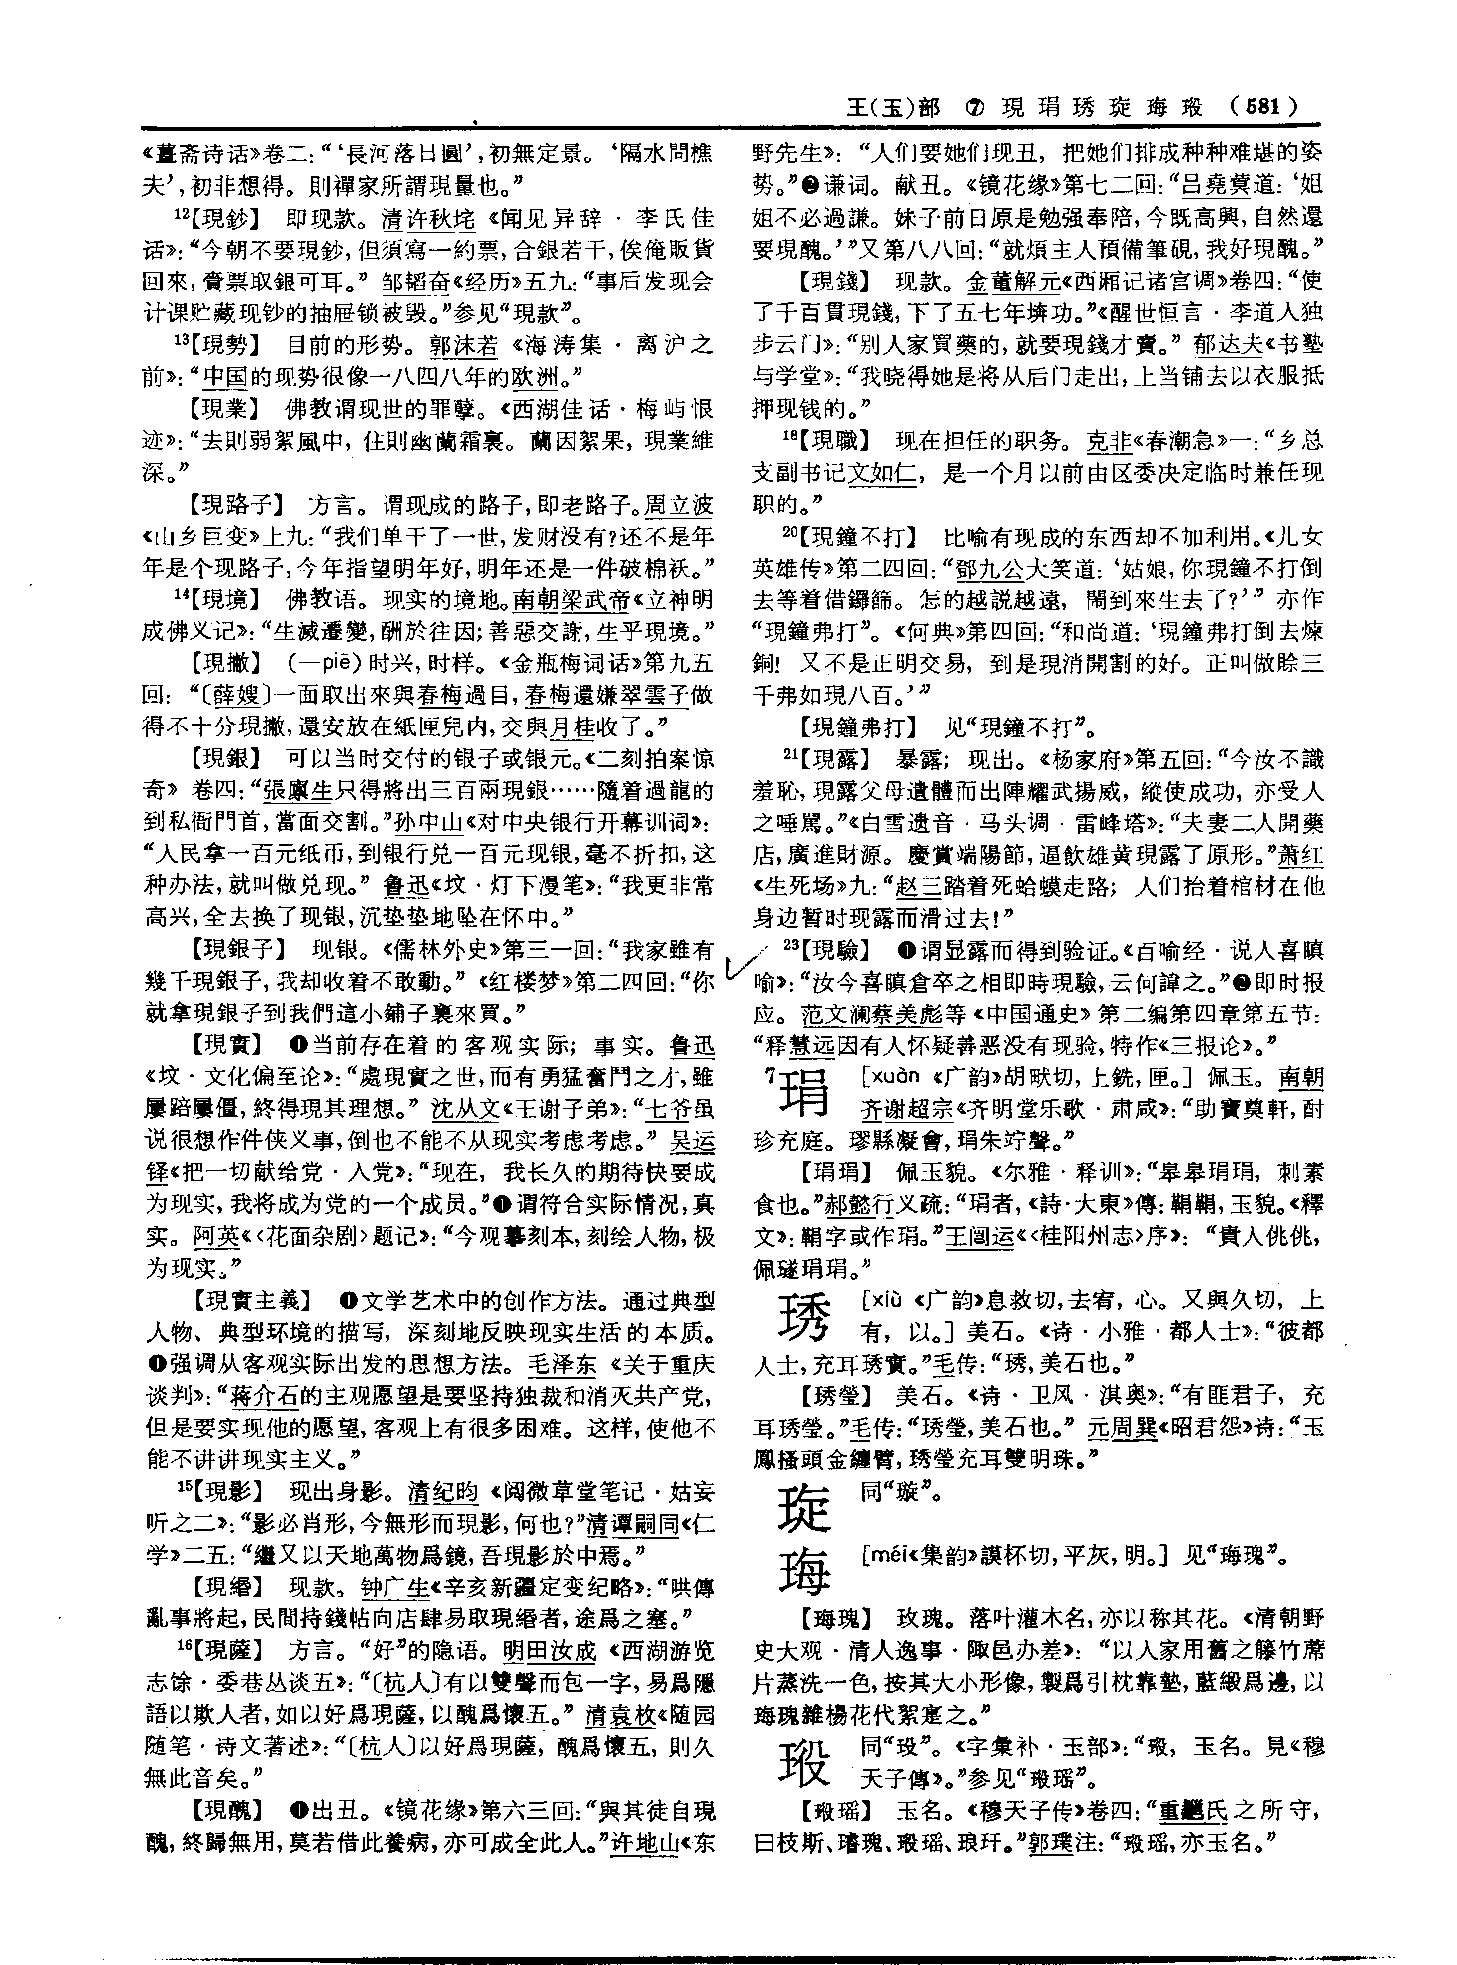 王(玉)部 ⑦ 現 琄 琇 琁 珻 瑖 (581)
《薑斋诗话》卷二：“‘長河落日圓’，初無定景。‘隔水問樵
夫’，初非想得。則禪家所謂現量也。”
12【現鈔】 即现款。清许秋垞《闻见异辞·李氏佳
话》：“今朝不要現鈔，但須寫一約票，合銀若干，俟俺販貨
回來，賫票取銀可耳。”邹韬奋《经历》五九：“事后发现会
计课贮藏现钞的抽屉锁被毁。”参见“現款”。
13【現勢】 目前的形势。郭沫若《海涛集·离沪之
前》：“中国的现势很像一八四八年的欧洲。”
【現業】 佛教谓现世的罪孽。《西湖佳话·梅屿恨
迹》：“去則弱絮風中，住則幽蘭霜裏。蘭因絮果，現業維
深。”
【現路子】 方言。谓现成的路子，即老路子。周立波
《山乡巨变》上九：“我们单干了一世，发财没有？还不是年
年是个现路子，今年指望明年好，明年还是一件破棉袄。”
14【現境】 佛教语。现实的境地。南朝梁武帝《立神明
成佛义记》：“生滅遷變，酬於往因；善惡交謝，生乎現境。”
【現撇】 (—piě)时兴，时样。《金瓶梅词话》第九五
回：“〔薛嫂〕一面取出來與春梅過目，春梅還嫌翠雲子做
得不十分現撇，還安放在紙匣兒内，交與月桂收了。”
【現銀】 可以当时交付的银子或银元。《二刻拍案惊
奇》卷四：“張廩生只得將出三百兩現銀……隨着過龍的
到私衙門首，當面交割。”孙中山《对中央银行开幕训词》：
“人民拿一百元纸币，到银行兑一百元现银，毫不折扣，这
种办法，就叫做兑现。”鲁迅《坟·灯下漫笔》：“我更非常
高兴，全去换了现银，沉垫垫地坠在怀中。”
【現銀子】 现银。《儒林外史》第三一回：“我家雖有
幾千現銀子，我却收着不敢動。”《红楼梦》第二四回：“你
就拿現銀子到我們這小鋪子裏來買。”
【現實】 ❶当前存在着的客观实际；事实。鲁迅
《坟·文化偏至论》：“處現實之世，而有勇猛奮鬥之才，雖
屢踣屢僵，終得現其理想。”沈从文《王谢子弟》：“七爷虽
说很想作件侠义事，倒也不能不从现实考虑考虑。”吴运
铎《把一切献给党·入党》：“现在，我长久的期待快要成
为现实，我将成为党的一个成员。”❶谓符合实际情况，真
实。阿英《〈花面杂剧〉题记》：“今观摹刻本，刻绘人物，极
为现实。”
【現實主義】 ❶文学艺术中的创作方法。通过典型
人物、典型环境的描写，深刻地反映现实生活的本质。
❶强调从客观实际出发的思想方法。毛泽东《关于重庆
谈判》：“蒋介石的主观愿望是要坚持独裁和消灭共产党，
但是要实现他的愿望，客观上有很多困难。这样，使他不
能不讲讲现实主义。”
15【現影】 现出身影。清纪昀《阅微草堂笔记·姑妄
听之二》：“影必肖形，今無形而現影，何也？”清谭嗣同《仁
学》二五：“繼又以天地萬物爲鏡，吾現影於中焉。”
【現緡】 现款。钟广生《辛亥新疆定变纪略》：“哄傳
亂事將起，民間持錢帖向店肆易取現緡者，途爲之塞。”
16【現薩】 方言。“好”的隐语。明田汝成《西湖游览
志馀·委巷丛谈五》：“〔杭人〕有以雙聲而包一字，易爲隱
語以欺人者，如以好爲現薩，以醜爲懷五。”清袁枚《随园
随笔·诗文著述》：“〔杭人〕以好爲現薩，醜爲懷五，則久
無此音矣。”
【現醜】 ❶出丑。《镜花缘》第六三回：“與其徒自現
醜，終歸無用，莫若借此養病，亦可成全此人。”许地山《东
野先生》：“人们要她们现丑，把她们排成种种难堪的姿
势。”❷谦词。献丑。《镜花缘》第七二回：“吕堯蓂道：‘姐
姐不必過謙。妹子前日原是勉强奉陪，今既高興，自然還
要現醜。’”又第八八回：“就煩主人預備筆硯，我好現醜。”
【現錢】 现款。金董解元《西厢记诸宫调》卷四：“使
了千百貫現錢，下了五七年塽功。”《醒世恒言·李道人独
步云门》：“别人家買藥的，就要現錢才賣。”郁达夫《书塾
与学堂》：“我晓得她是将从后门走出，上当铺去以衣服抵
押现钱的。”
18【現職】 现在担任的职务。克非《春潮急》一：“乡总
支副书记文如仁，是一个月以前由区委决定临时兼任现
职的。”
20【現鐘不打】 比喻有现成的东西却不加利用。《儿女
英雄传》第二四回：“鄧九公大笑道：‘姑娘，你現鐘不打倒
去等着借鑼篩。怎的越説越遠，鬧到來生去了？’”亦作
“現鐘弗打”。《何典》第四回：“和尚道：‘現鐘弗打倒去煉
銅！又不是正明交易，到是現消開割的好。正叫做賒三
千弗如現八百。’”
【現鐘弗打】 见“現鐘不打”。
21【現露】 暴露；现出。《杨家府》第五回：“今汝不識
羞恥，現露父母遺體而出陣耀武揚威，縱使成功，亦受人
之唾駡。”《白雪遗音·马头调·雷峰塔》：“夫妻二人開藥
店，廣進財源。慶賞端陽節，逼飲雄黄現露了原形。”萧红
《生死场》九：“赵三踏着死蛤蟆走路；人们抬着棺材在他
身边暂时现露而滑过去！”
23【現驗】 ❶谓显露而得到验证。《百喻经·说人喜瞋
喻》：“汝今喜瞋倉卒之相即時現驗，云何諱之。”❷即时报
应。范文澜蔡美彪等《中国通史》第二编第四章第五节：
“释慧远因有人怀疑善恶没有现验，特作《三报论》。”
7琄 [xuàn《广韵》胡畎切，上銑，匣。] 佩玉。南朝
齐谢超宗《齐明堂乐歌·肃咸》：“助寶奠軒，酎
珍充庭。璆縣凝會，琄朱竚聲。”
【琄琄】 佩玉貌。《尔雅·释训》：“皋皋琄琄，刺素
食也。”郝懿行义疏：“琄者，《詩·大東》傳：鞙鞙，玉貌。《釋
文》：鞙字或作琄。”王闿运《〈桂阳州志〉序》：“貴人佻佻，
佩璲琄琄。”
琇 [xiù《广韵》息救切，去宥，心。又與久切，上
有，以。] 美石。《诗·小雅·都人士》：“彼都
人士，充耳琇實。”毛传：“琇，美石也。”
【琇瑩】 美石。《诗·卫风·淇奥》：“有匪君子，充
耳琇瑩。”毛传：“琇瑩，美石也。”元周巽《昭君怨》诗：“玉
鳳搔頭金纏臂，琇瑩充耳雙明珠。”
琁 同“璇”。
珻 [méi《集韵》謨杯切，平灰，明。] 见“珻瑰”。
【珻瑰】 玫瑰。落叶灌木名，亦以称其花。《清朝野
史大观·清人逸事·陬邑办差》：“以人家用舊之籐竹蓆
片蒸洗一色，按其大小形像，製爲引枕靠墊，藍緞爲邊，以
珻瑰雜楊花代絮寔之。”
瑖 同“玟”。《字彙補·玉部》：“瑖，玉名。見《穆
天子傳》。”参见“瑖瑶”。
【瑖瑶】 玉名。《穆天子传》卷四：“重𨤲氏之所守，
曰枝斯、璿瑰、瑖瑶、琅玕。”郭璞注：“瑖瑶，亦玉名。”